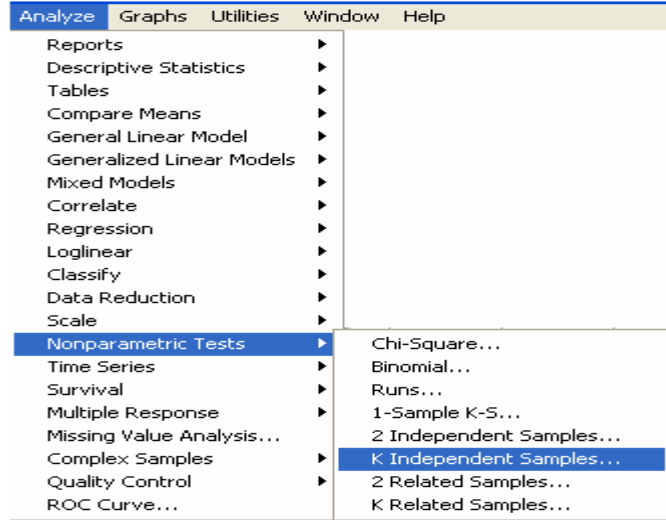 Analyze Graphs Utilities Window Help
Reports
Descriptive Statistics
Tables
Compare Means
General Linear Model
Generalized Linear Models
Mixed Models
Correlate
Regression
Loglinear
Classify
Data Reduction
Scale
Nonparametric Tests
Time Series
Survival
Multiple Response
Missing Value Analysis...
Complex Samples
Quality Control
ROC Curve...
Chi-Square...
Binomial...
Runs...
1-Sample K-S...
2 Independent Samples...
K Independent Samples...
2 Related Samples...
K Related Samples...